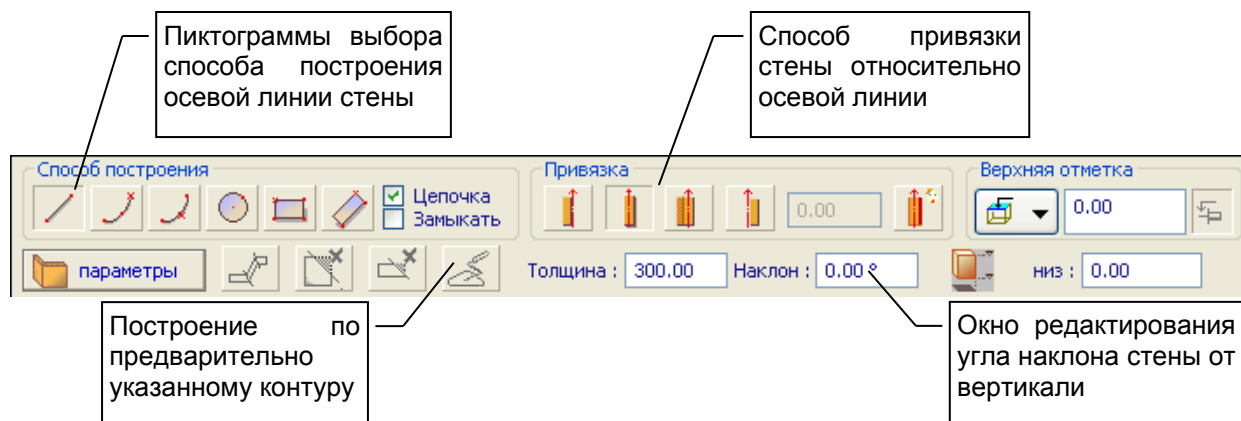 Пиктограммы выбора
способа построения
осевой линии стены
Способ привязки
стены относительно
осевой линии
Способ построения
Цепочка
Замыкать
Привязка
0.00
Верхняя отметка
0.00
параметры
Толщина : 300.00
Наклон : 0.00 º
низ : 0.00
Построение по
предварительно
указанному контуру
Окно редактирования
угла наклона стены от
вертикали